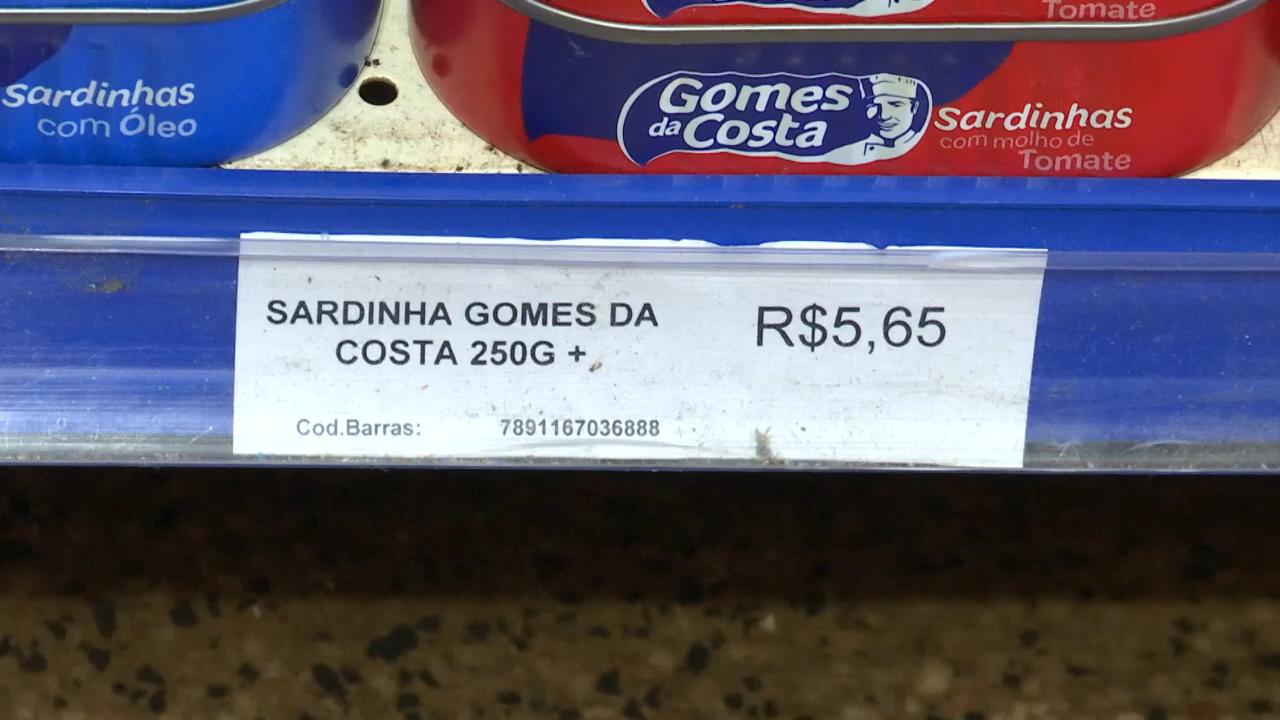 Tomate
Sardinhas
com Óleo
Gomes
da Costa
Sardinhas
com molho de
Tomate
SARDINHA GOMES DA
COSTA 250G +
R$5,65
Cod.Barras: 7891167036888